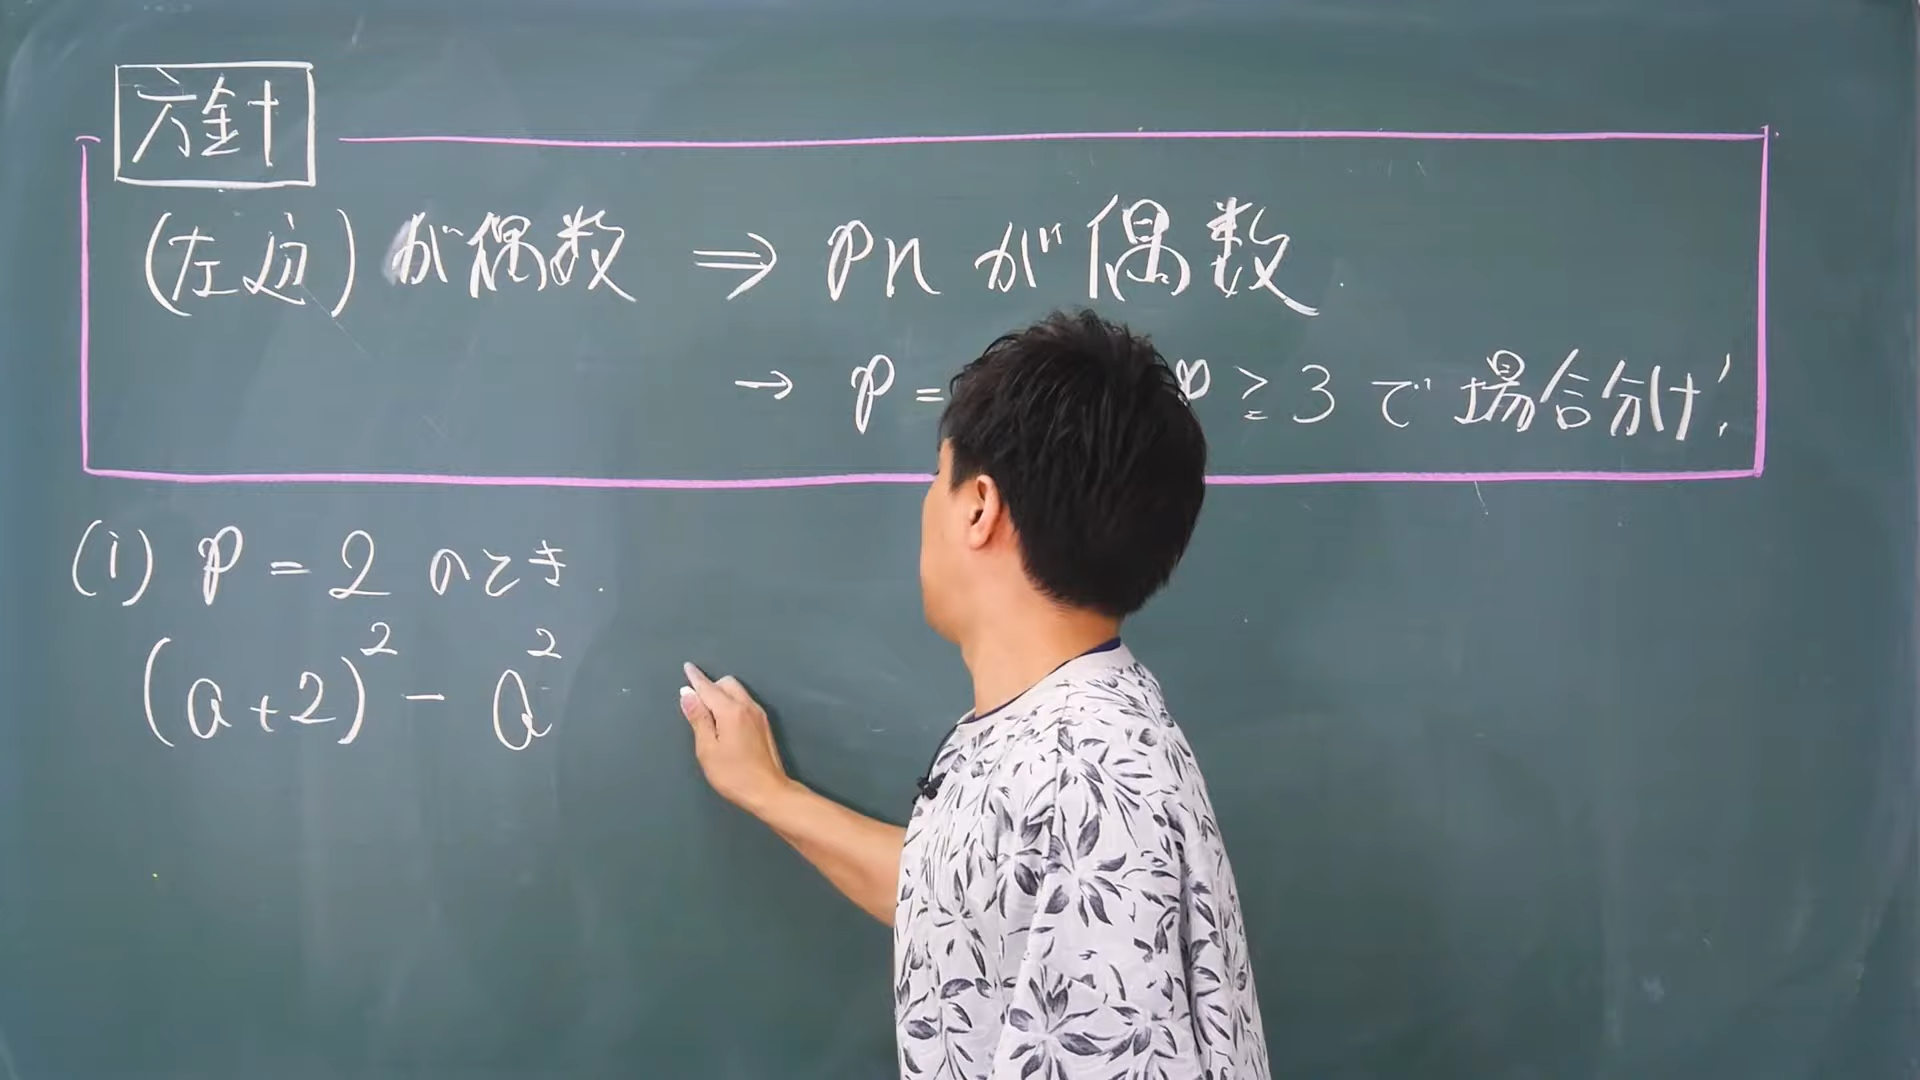 方針
(左辺) が偶数 ⇒ pn が偶数.
→ p = p ≧ 3 で場合分け!
(i) p = 2 のとき.
(a+2)² - a²